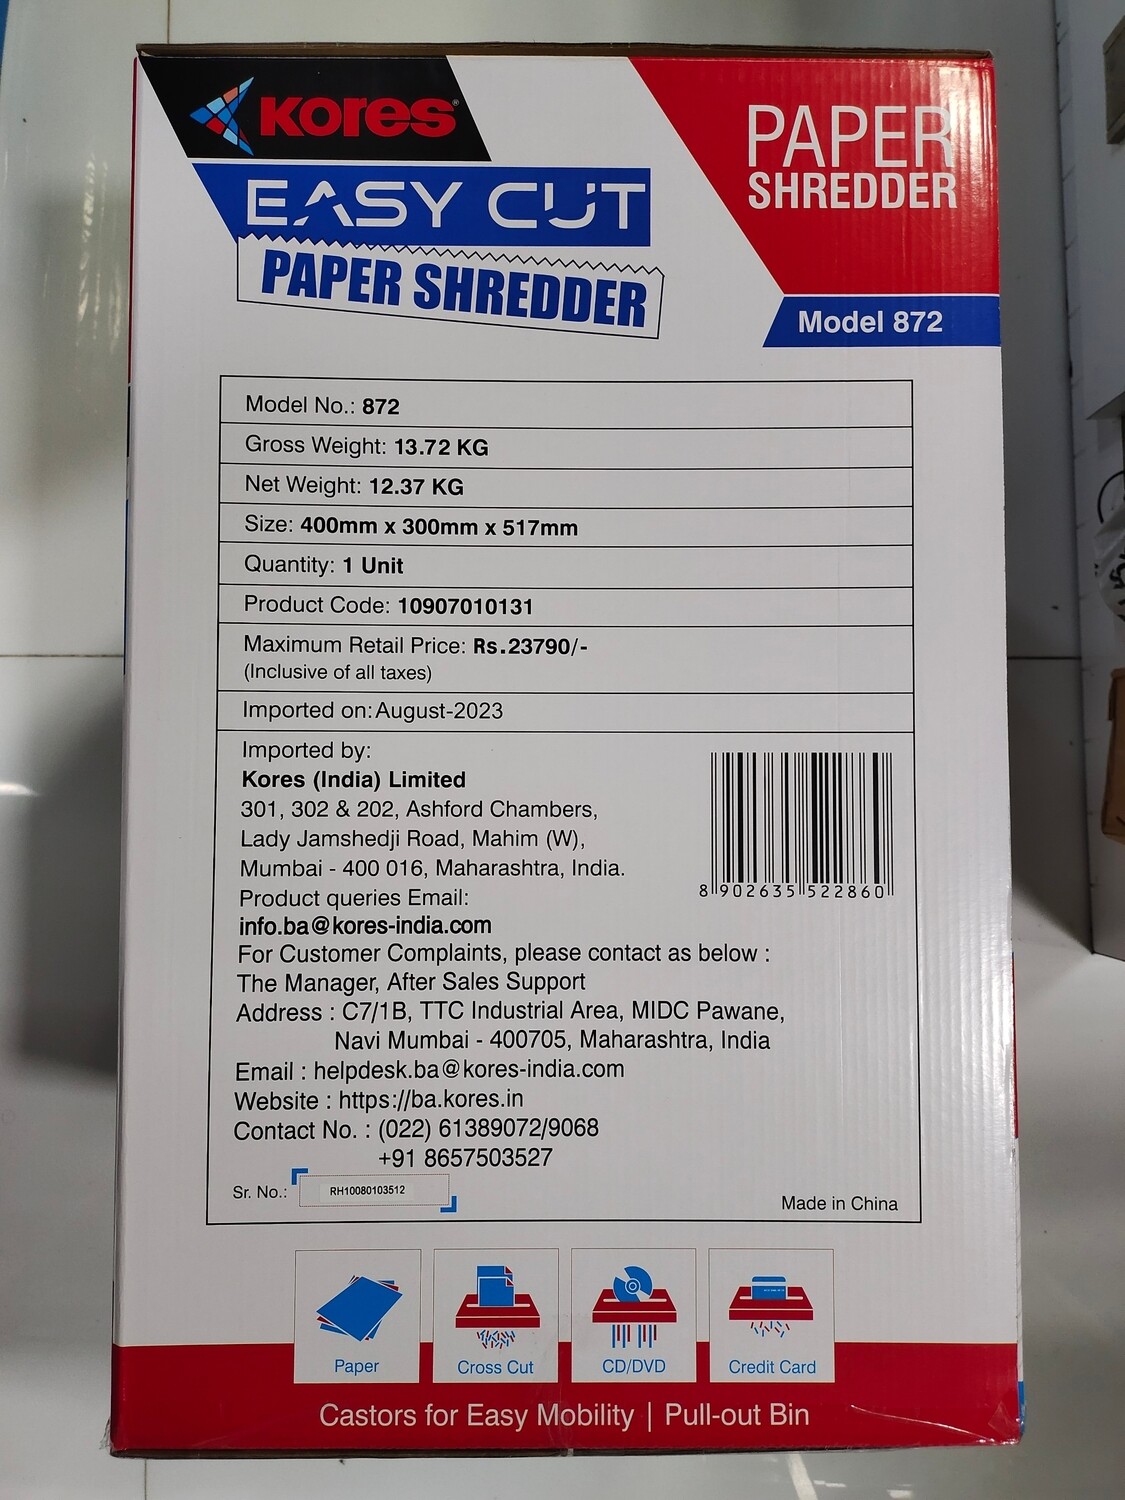 Kores®
EASY CUT
PAPER SHREDDER
PAPER
SHREDDER
Model 872
Model No.: 872
Gross Weight: 13.72 KG
Net Weight: 12.37 KG
Size: 400mm x 300mm x 517mm
Quantity: 1 Unit
Product Code: 10907010131
Maximum Retail Price: Rs.23790/-
(Inclusive of all taxes)
Imported on: August-2023
Imported by:
Kores (India) Limited
301, 302 & 202, Ashford Chambers,
Lady Jamshedji Road, Mahim (W),
Mumbai - 400 016, Maharashtra, India.
Product queries Email:
info.ba@kores-india.com
8 902635 522860
For Customer Complaints, please contact as below :
The Manager, After Sales Support
Address : C7/1B, TTC Industrial Area, MIDC Pawane,
Navi Mumbai - 400705, Maharashtra, India
Email : helpdesk.ba@kores-india.com
Website : https://ba.kores.in
Contact No. : (022) 61389072/9068
+91 8657503527
Sr. No.: RH10080103512
Made in China
Paper
Cross Cut
CD/DVD
Credit Card
Castors for Easy Mobility | Pull-out Bin